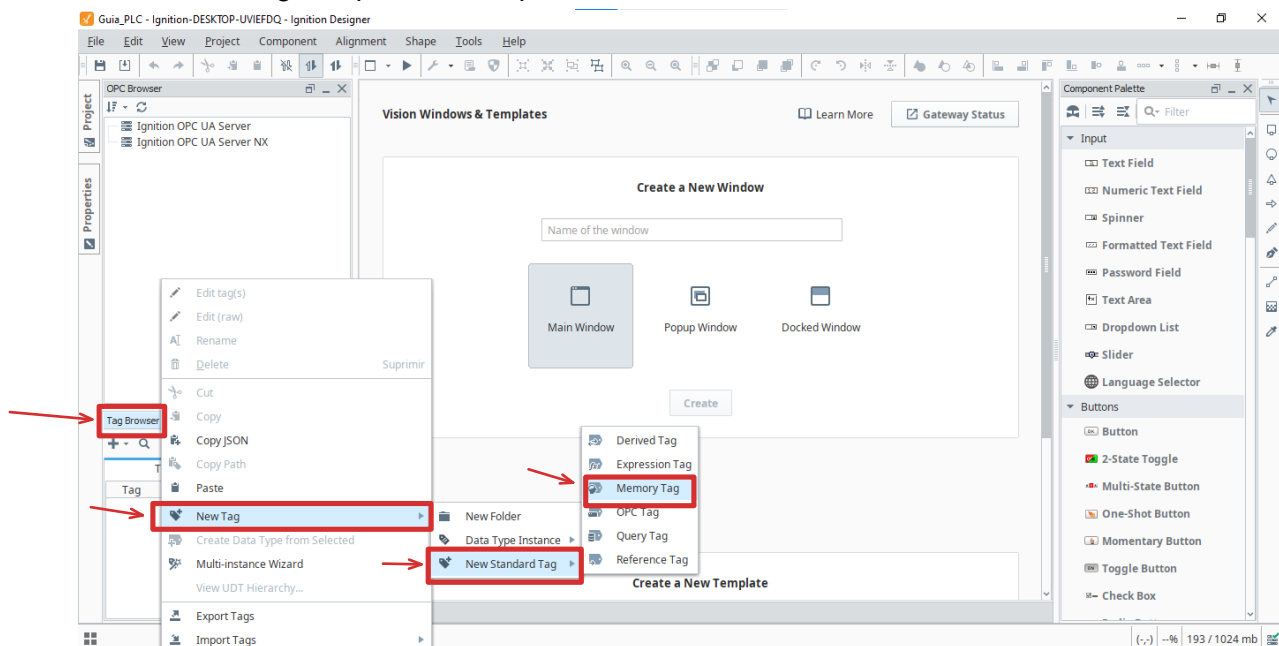 Guia_PLC - Ignition-DESKTOP-UVIEFDQ - Ignition Designer
File Edit View Project Component Alignment Shape Tools Help
Project
Properties
OPC Browser
Ignition OPC UA Server
Ignition OPC UA Server NX
Vision Windows & Templates
Learn More
Gateway Status
Create a New Window
Name of the window
Main Window
Popup Window
Docked Window
Create
Create a New Template
Tag Browser
T
Tag
Edit tag(s)
Edit (raw)
Rename
Delete Suprimir
Cut
Copy
Copy JSON
Copy Path
Paste
New Tag
Create Data Type from Selected
Multi-instance Wizard
View UDT Hierarchy...
Export Tags
Import Tags
New Folder
Data Type Instance
New Standard Tag
Derived Tag
Expression Tag
Memory Tag
OPC Tag
Query Tag
Reference Tag
Component Palette
Filter
Input
Text Field
Numeric Text Field
Spinner
Formatted Text Field
Password Field
Text Area
Dropdown List
Slider
Language Selector
Buttons
Button
2-State Toggle
Multi-State Button
One-Shot Button
Momentary Button
Toggle Button
Check Box
(-,-) --% 193 / 1024 mb